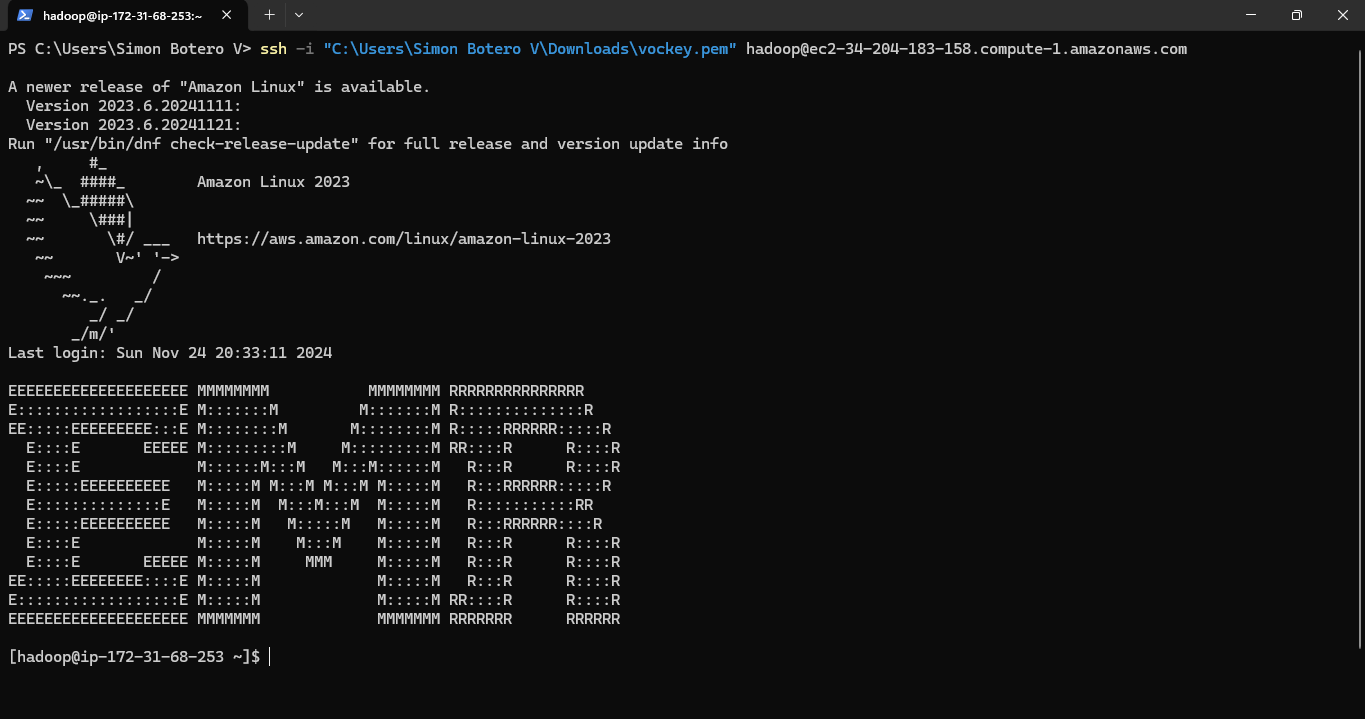 hadoop@ip-172-31-68-253:~
PS C:\Users\Simon Botero V> ssh -i "C:\Users\Simon Botero V\Downloads\vockey.pem" hadoop@ec2-34-204-183-158.compute-1.amazonaws.com
A newer release of "Amazon Linux" is available.
  Version 2023.6.20241111:
  Version 2023.6.20241121:
Run "/usr/bin/dnf check-release-update" for full release and version update info
   ,     #_
   ~\_  ####_        Amazon Linux 2023
  ~~  \_#####\
  ~~     \###|
  ~~       \#/ ___   https://aws.amazon.com/linux/amazon-linux-2023
   ~~       V~' '->
    ~~~         /
      ~~._.   _/
         _/ _/
       _/m/'
Last login: Sun Nov 24 20:33:11 2024
EEEEEEEEEEEEEEEEEEEE MMMMMMMM           MMMMMMMM RRRRRRRRRRRRRRR
E::::::::::::::::::E M:::::::M         M:::::::M R::::::::::::::R
EE:::::EEEEEEEEE:::E M::::::::M       M::::::::M R:::::RRRRRR:::::R
  E::::E       EEEEE M:::::::::M     M:::::::::M RR::::R      R::::R
  E::::E             M::::::M:::M   M:::M::::::M   R:::R      R::::R
  E:::::EEEEEEEEEE   M:::::M M:::M M:::M M:::::M   R:::RRRRRR:::::R
  E::::::::::::::E   M:::::M  M:::M:::M  M:::::M   R:::::::::::RR
  E:::::EEEEEEEEEE   M:::::M   M:::::M   M:::::M   R:::RRRRRR::::R
  E::::E             M:::::M    M:::M    M:::::M   R:::R      R::::R
  E::::E       EEEEE M:::::M     MMM     M:::::M   R:::R      R::::R
EE:::::EEEEEEEE::::E M:::::M             M:::::M   R:::R      R::::R
E::::::::::::::::::E M:::::M             M:::::M RR::::R      R::::R
EEEEEEEEEEEEEEEEEEEE MMMMMMM             MMMMMMM RRRRRRR      RRRRRR
[hadoop@ip-172-31-68-253 ~]$